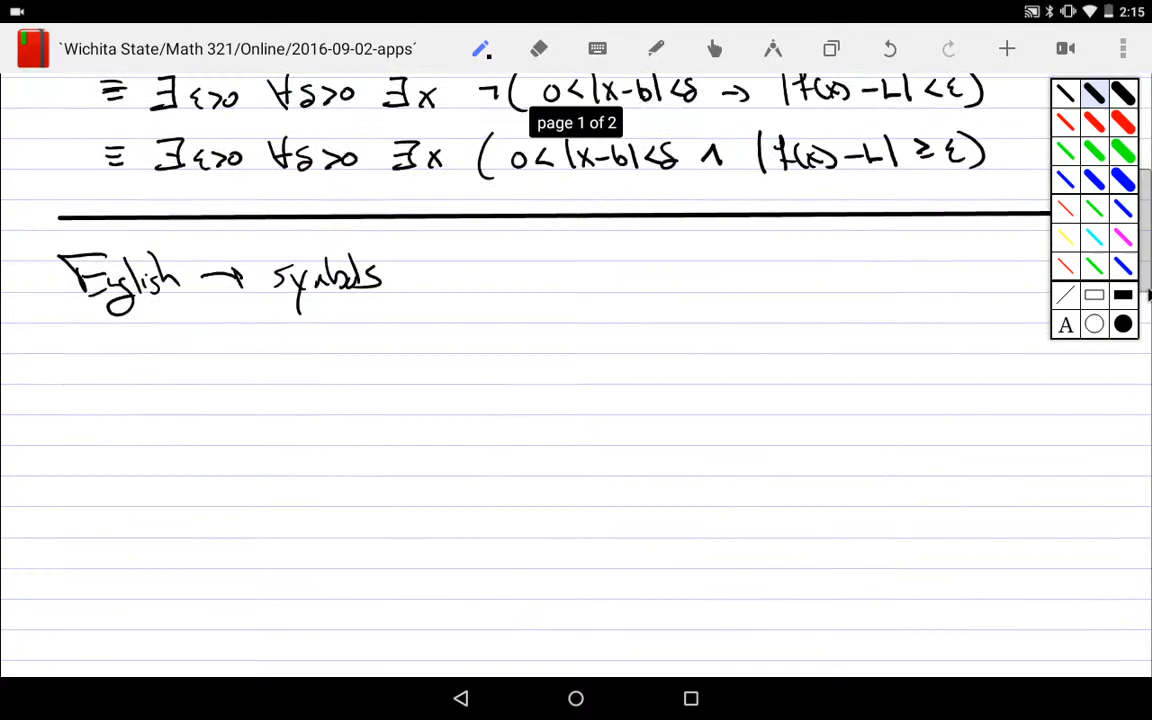 2:15
`Wichita State/Math 321/Online/2016-09-02-apps´
≡ ∃ε>0 ∀δ>0 ∃x ¬(0<|x-b|<δ → |f(x)-L|<ε)
page 1 of 2
≡ ∃ε>0 ∀δ>0 ∃x (0<|x-b|<δ ∧ |f(x)-L|≥ε)
English → symbols
A